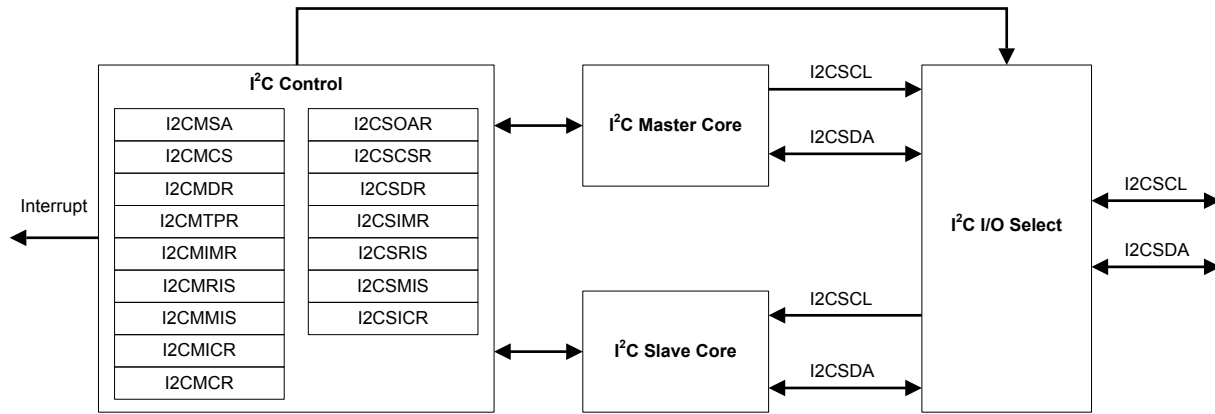 I²C Control
I2CMSA
I2CMCS
I2CMDR
I2CMTPR
I2CMIMR
I2CMRIS
I2CMMIS
I2CMICR
I2CMCR
I2CSOAR
I2CSCSR
I2CSDR
I2CSIMR
I2CSRIS
I2CSMIS
I2CSICR
Interrupt
I²C Master Core
I2CSCL
I2CSDA
I²C Slave Core
I2CSCL
I2CSDA
I²C I/O Select
I2CSCL
I2CSDA